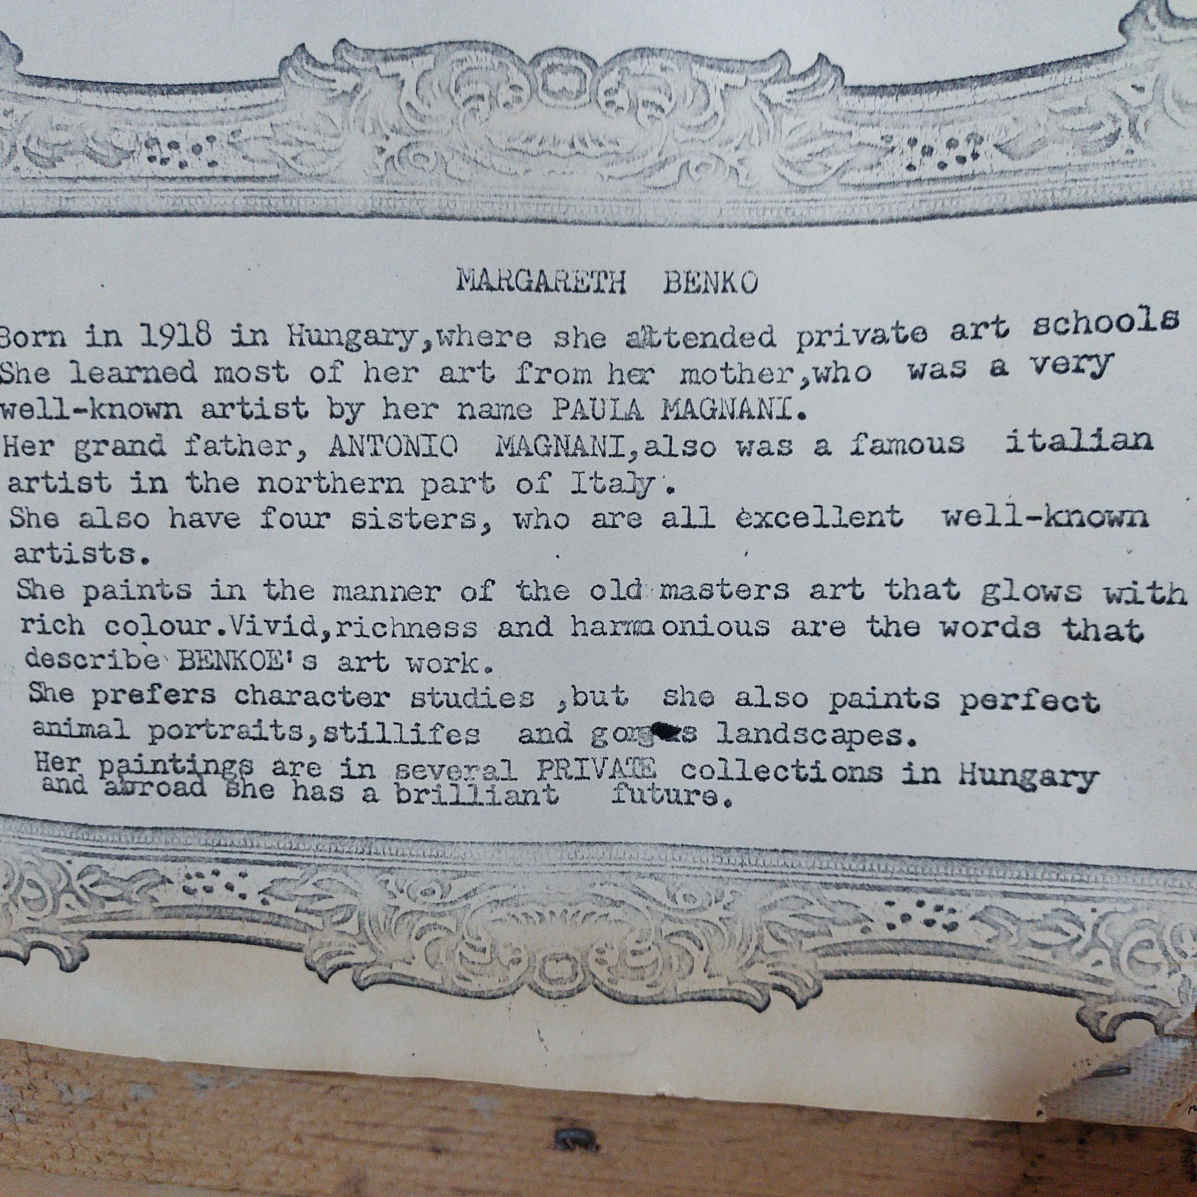 MARGARETH BENKO
Born in 1918 in Hungary,where she attended private art schools
She learned most of her art from her mother,who was a very
well-known artist by her name PAULA MAGNANI.
Her grand father, ANTONIO MAGNANI,also was a famous italian
artist in the northern part of Italy.
She also have four sisters, who are all excellent well-known
artists.
She paints in the manner of the old masters art that glows with
rich colour.Vivid,richness and harmonious are the words that
describe BENKOE's art work.
She prefers character studies ,but she also paints perfect
animal portraits,stillifes and landscapes.
Her paintings are in several PRIVATE collections in Hungary
and abroad she has a brilliant future.